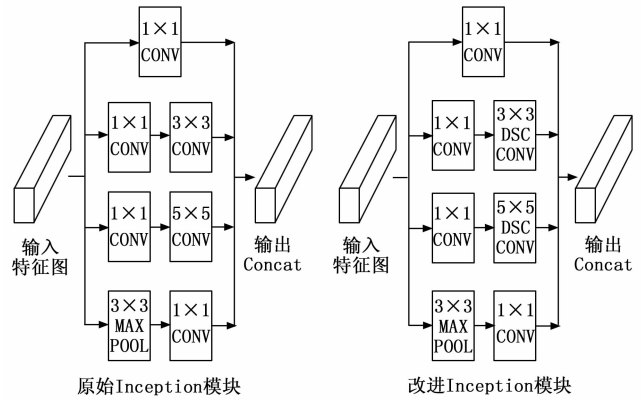 1×1
CONV
1×1
CONV
3×3
CONV
1×1
CONV
5×5
CONV
3×3
MAX
POOL
1×1
CONV
输入
特征图
输出
Concat
原始Inception模块
1×1
CONV
1×1
CONV
3×3
DSC
CONV
1×1
CONV
5×5
DSC
CONV
3×3
MAX
POOL
1×1
CONV
输入
特征图
输出
Concat
改进Inception模块